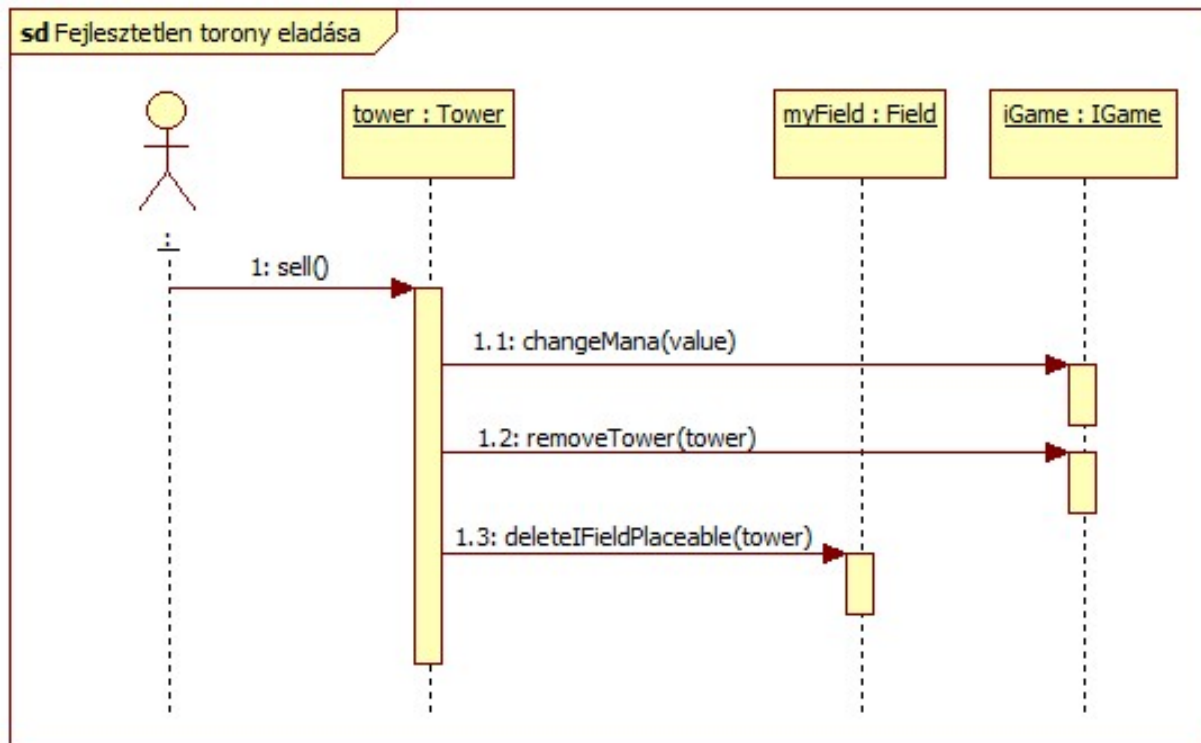 sd Fejlesztetlen torony eladása
tower : Tower
myField : Field
iGame : IGame
:
1: sell()
1.1: changeMana(value)
1.2: removeTower(tower)
1.3: deleteIFieldPlaceable(tower)